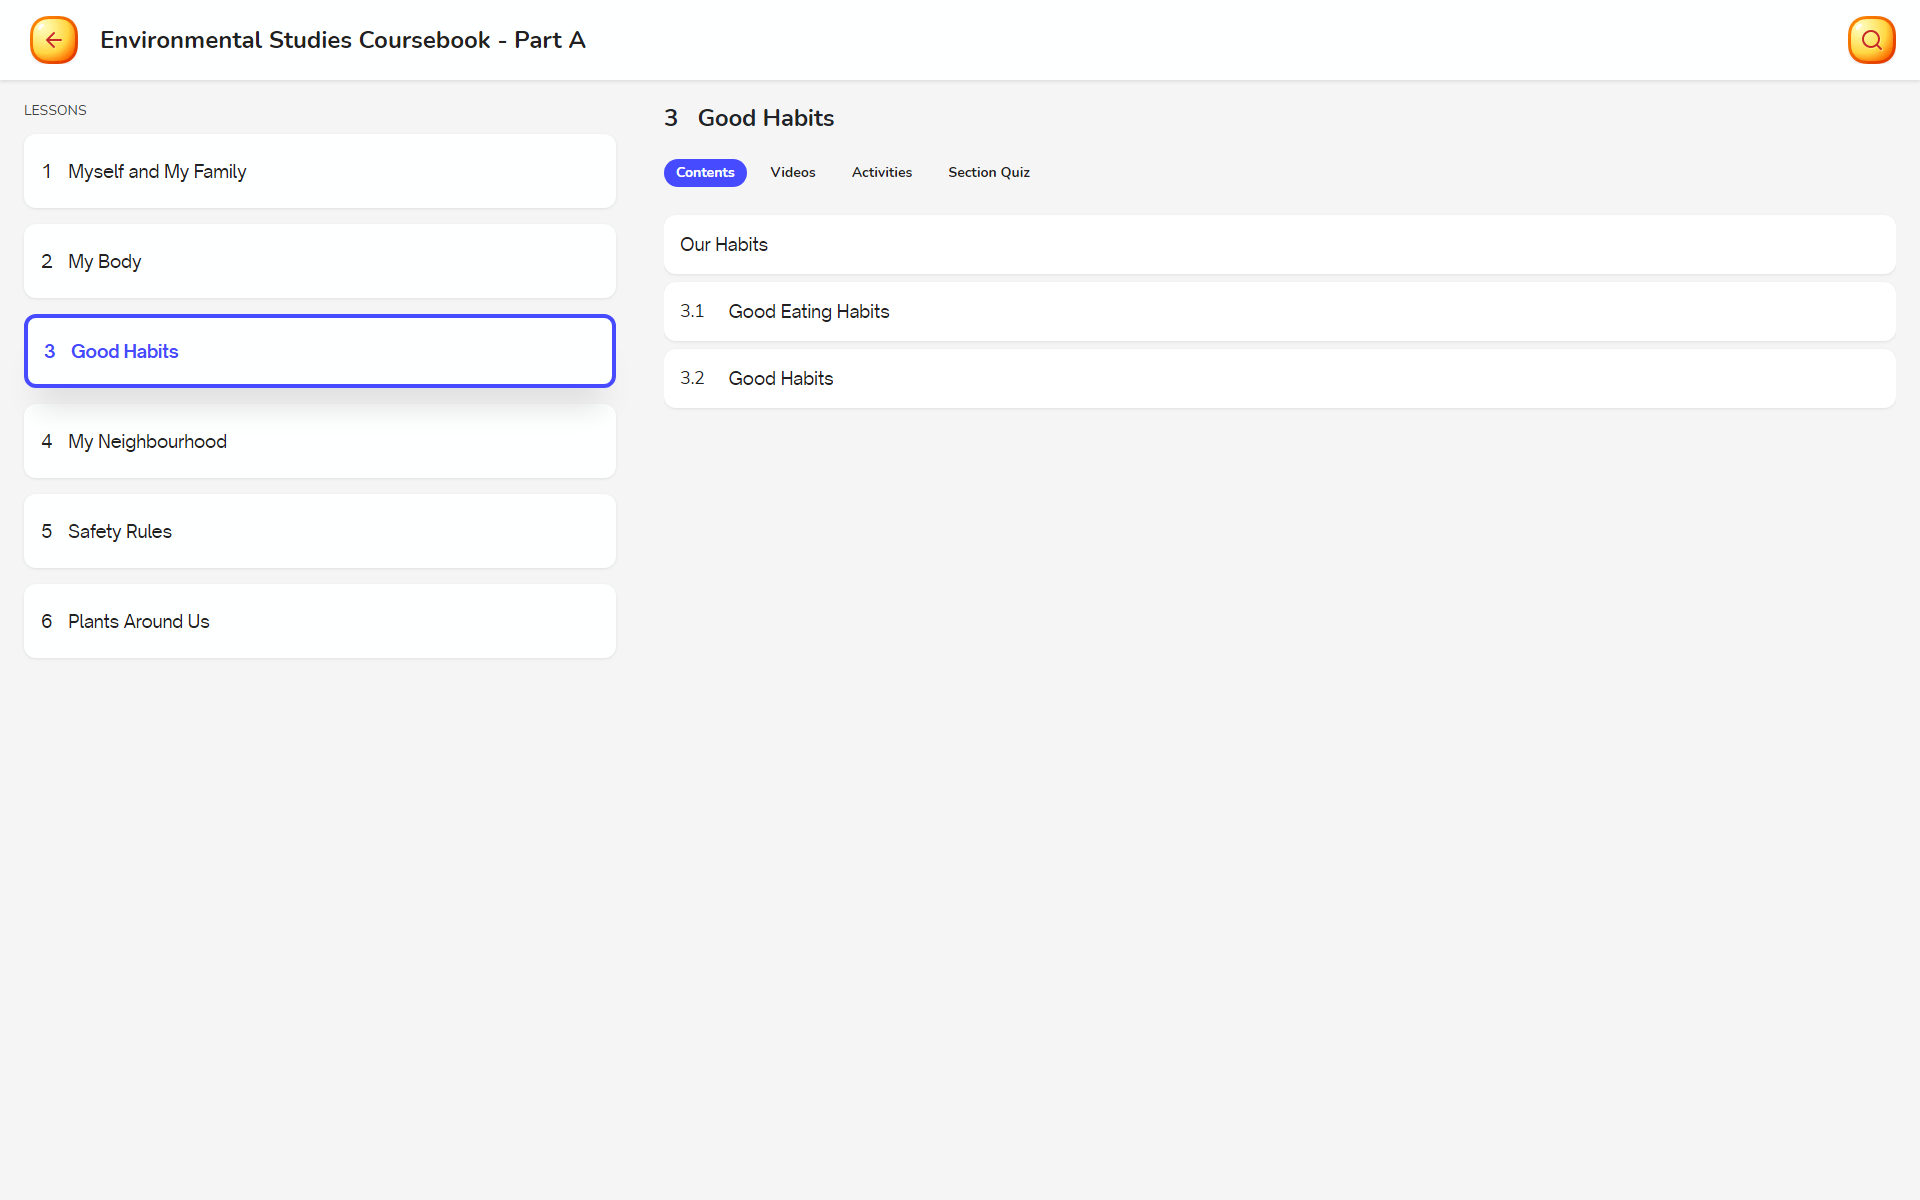 Environmental Studies Coursebook - Part A
LESSONS
1 Myself and My Family
2 My Body
3 Good Habits
4 My Neighbourhood
5 Safety Rules
6 Plants Around Us
3 Good Habits
Contents Videos Activities Section Quiz
Our Habits
3.1 Good Eating Habits
3.2 Good Habits